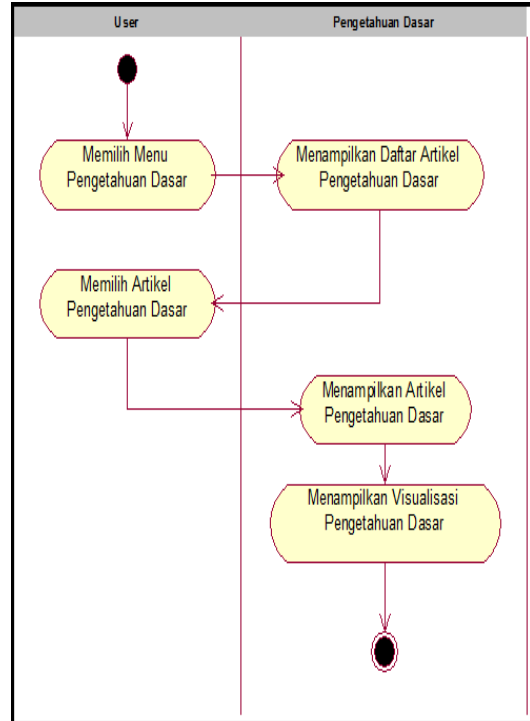 User
Pengetahuan Dasar
Memilih Menu
Pengetahuan Dasar
Menampilkan Daftar Artikel
Pengetahuan Dasar
Memilih Artikel
Pengetahuan Dasar
Menampilkan Artikel
Pengetahuan Dasar
Menampilkan Visualisasi
Pengetahuan Dasar